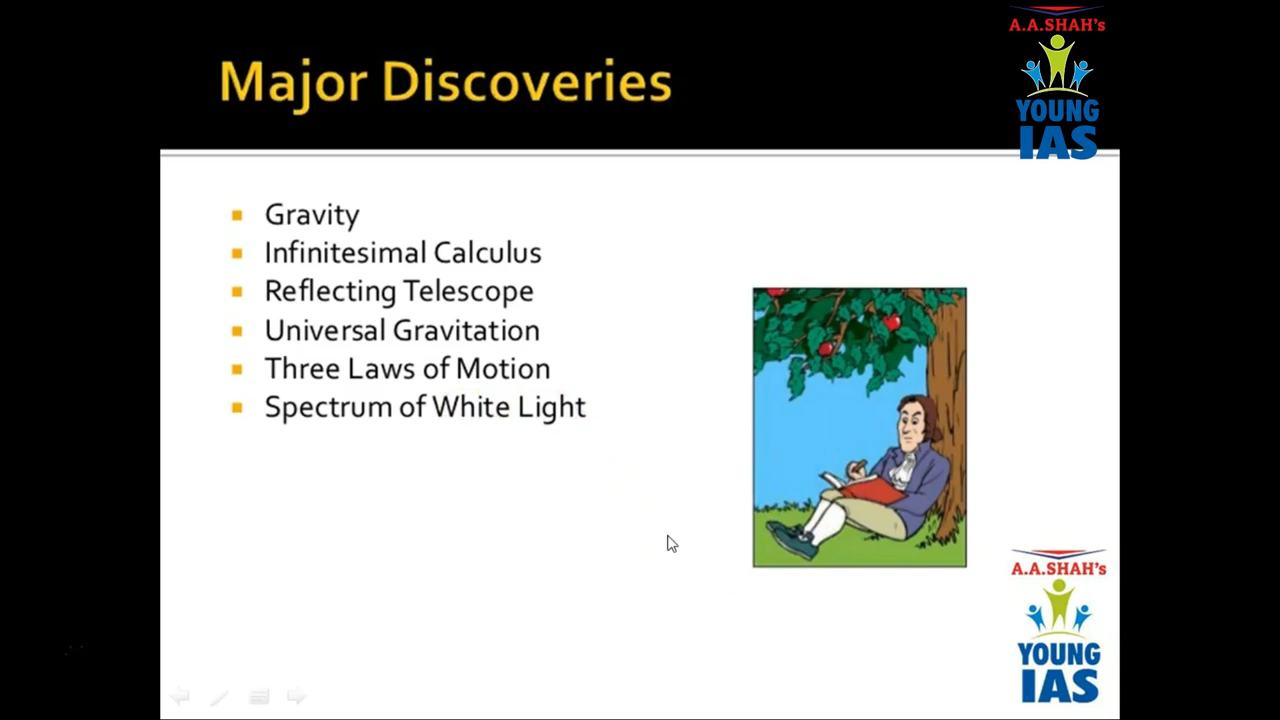 A.A.SHAH's
YOUNG
IAS
Major Discoveries
Gravity
Infinitesimal Calculus
Reflecting Telescope
Universal Gravitation
Three Laws of Motion
Spectrum of White Light
A.A.SHAH's
YOUNG
IAS